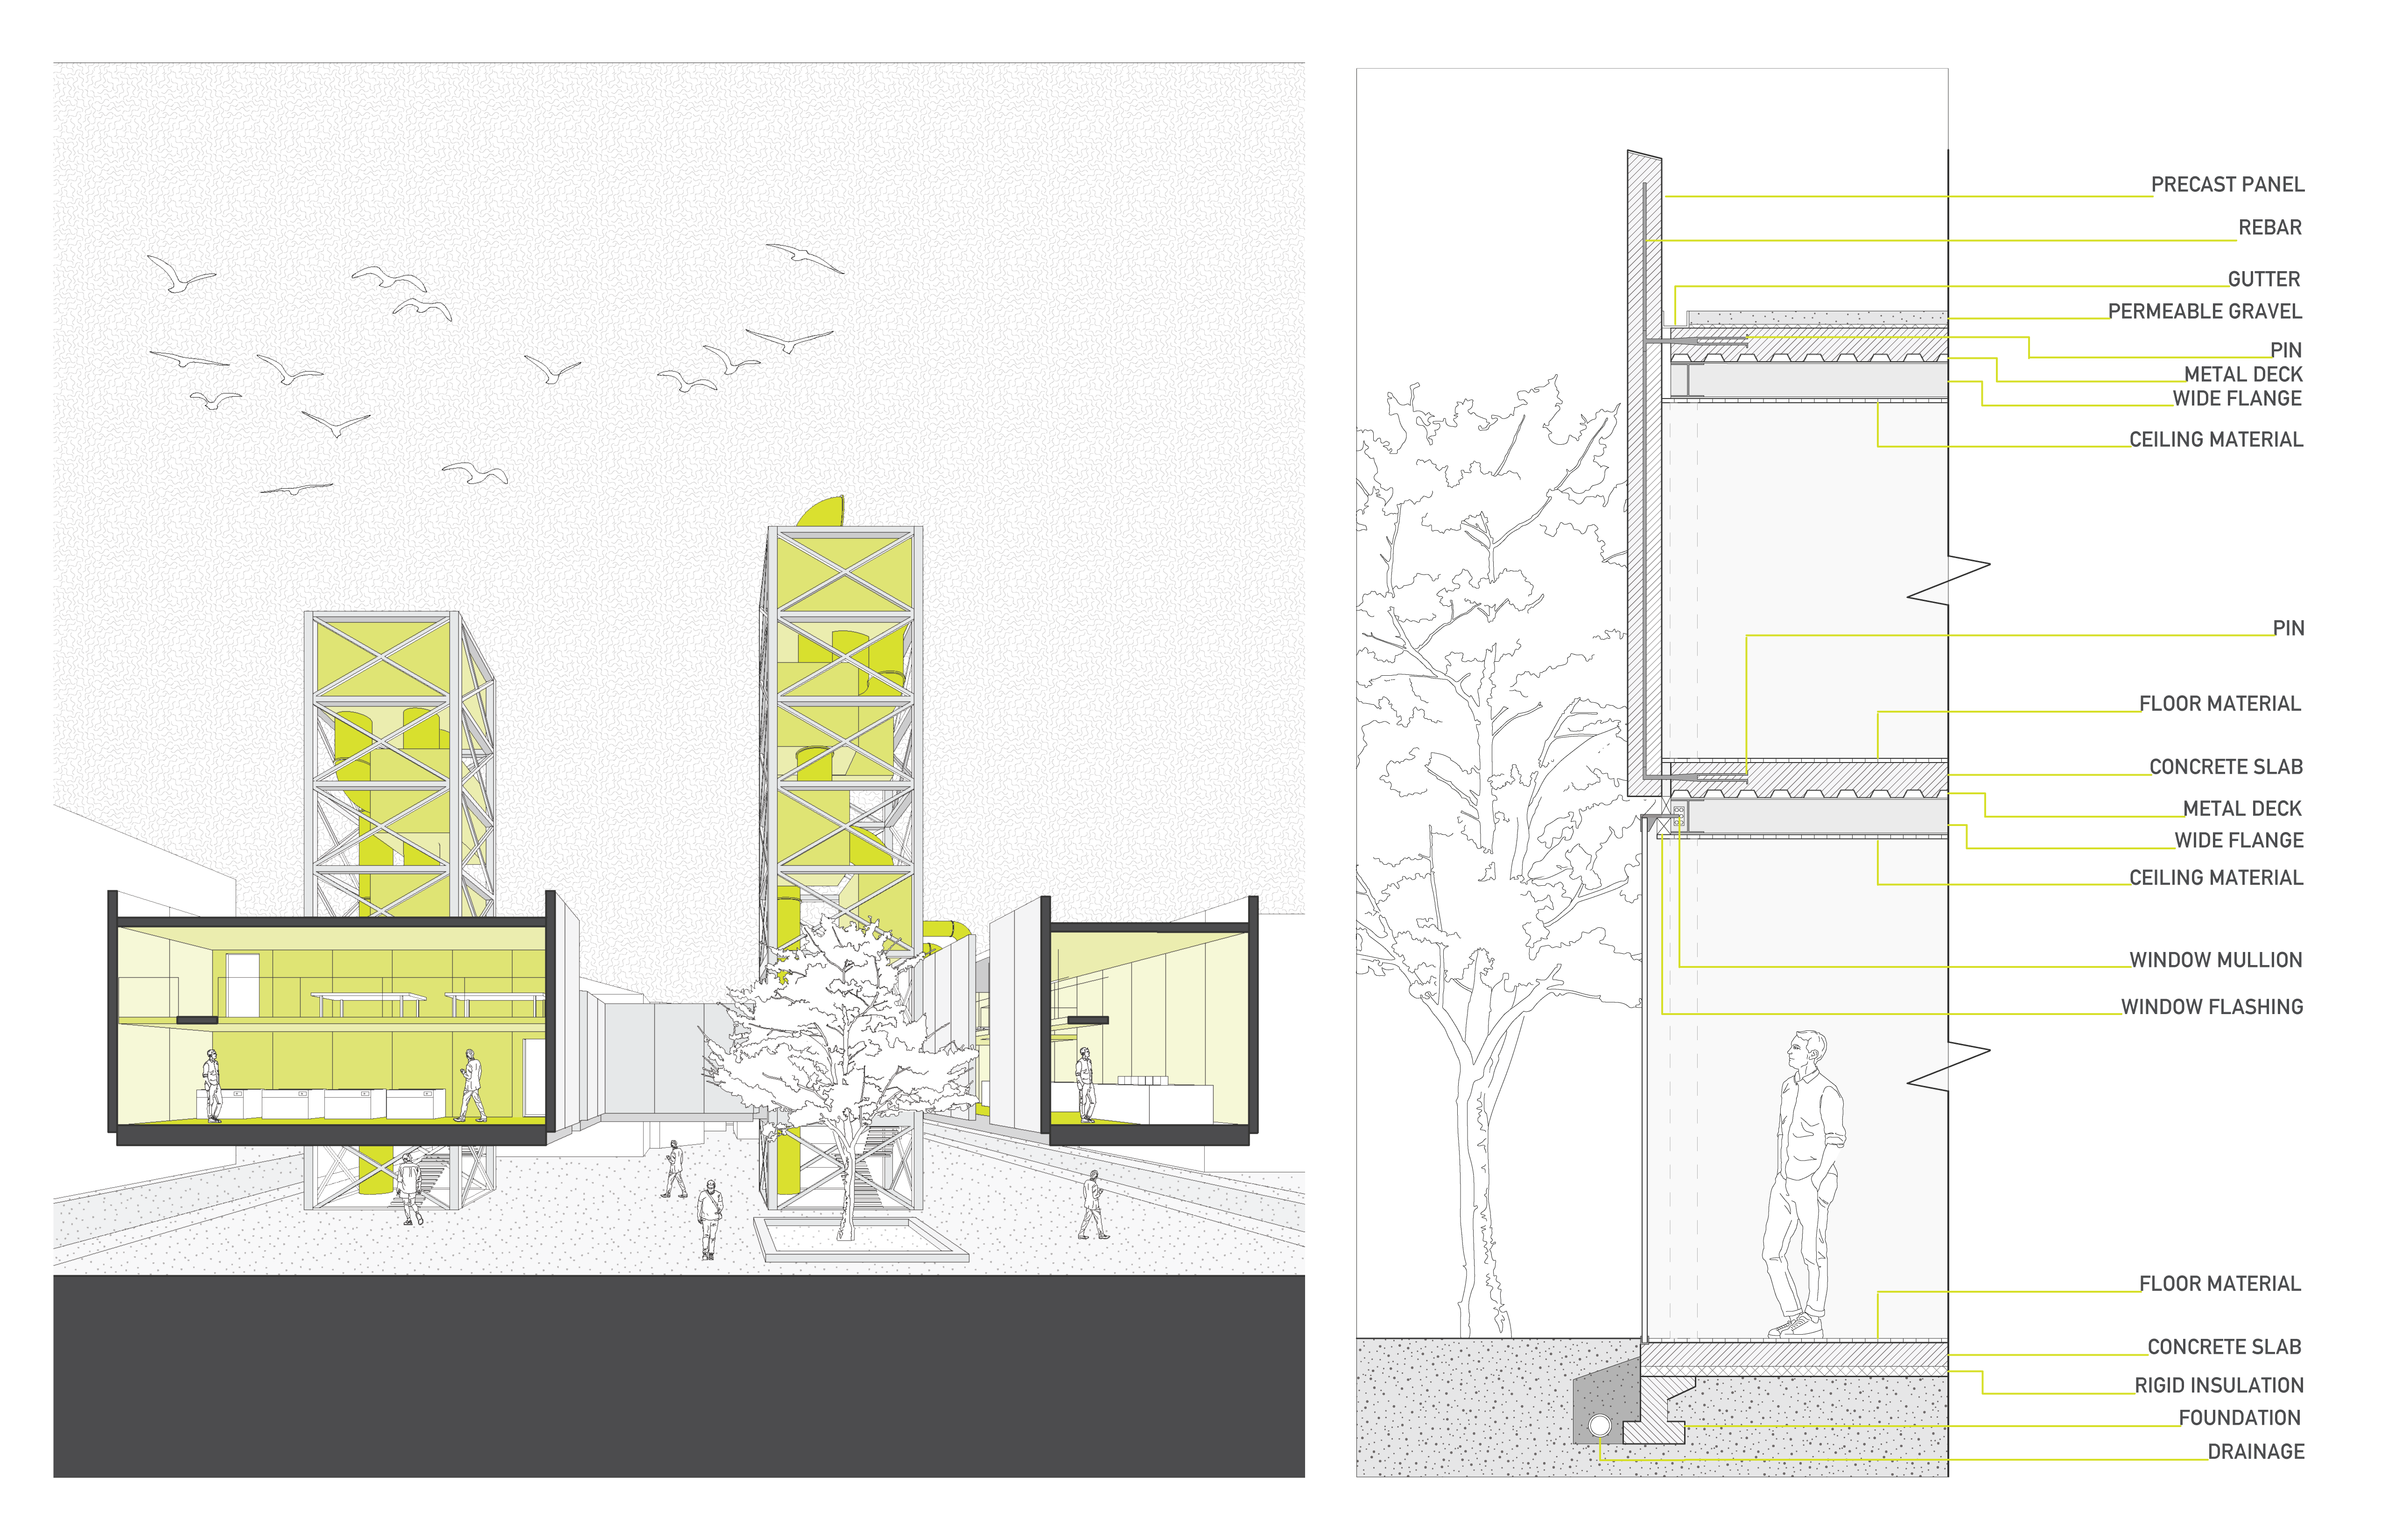 PRECAST PANEL
REBAR
GUTTER
PERMEABLE GRAVEL
PIN
METAL DECK
WIDE FLANGE
CEILING MATERIAL
PIN
FLOOR MATERIAL
CONCRETE SLAB
METAL DECK
WIDE FLANGE
CEILING MATERIAL
WINDOW MULLION
WINDOW FLASHING
FLOOR MATERIAL
CONCRETE SLAB
RIGID INSULATION
FOUNDATION
DRAINAGE